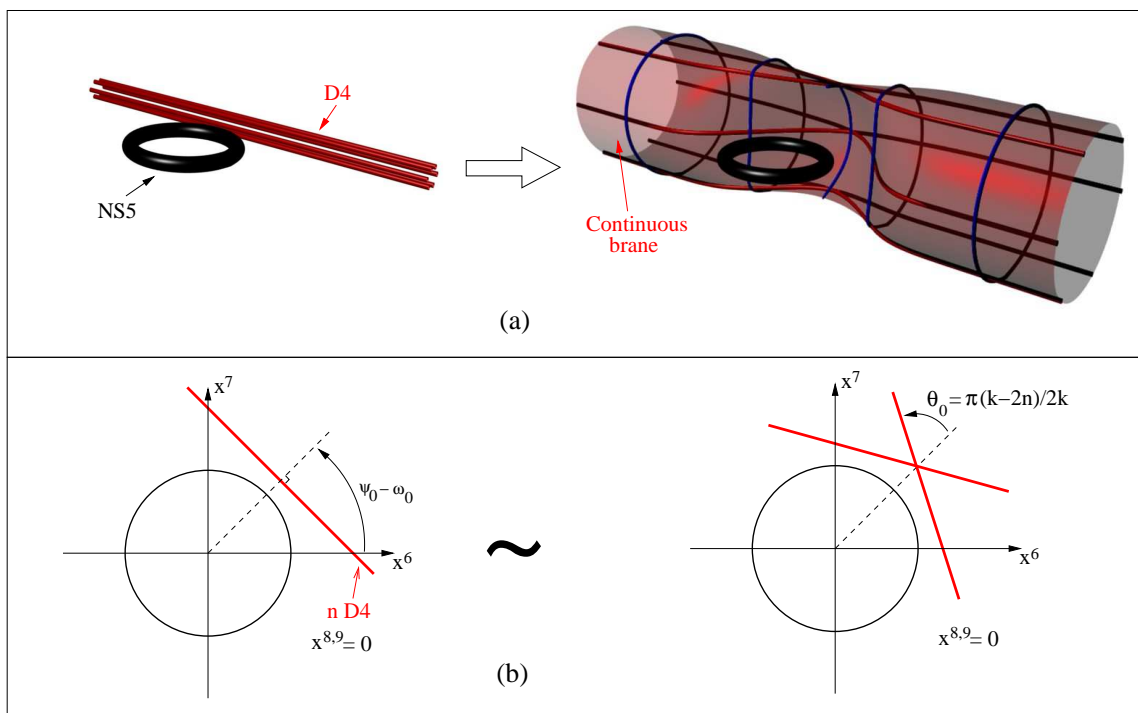 D4
NS5
Continuous
brane
(a)
x⁷
ψ₀ − ω₀
x⁶
n D4
x⁸,⁹ = 0
~
x⁷
θ₀ = π(k−2n)/2k
x⁶
x⁸,⁹ = 0
(b)